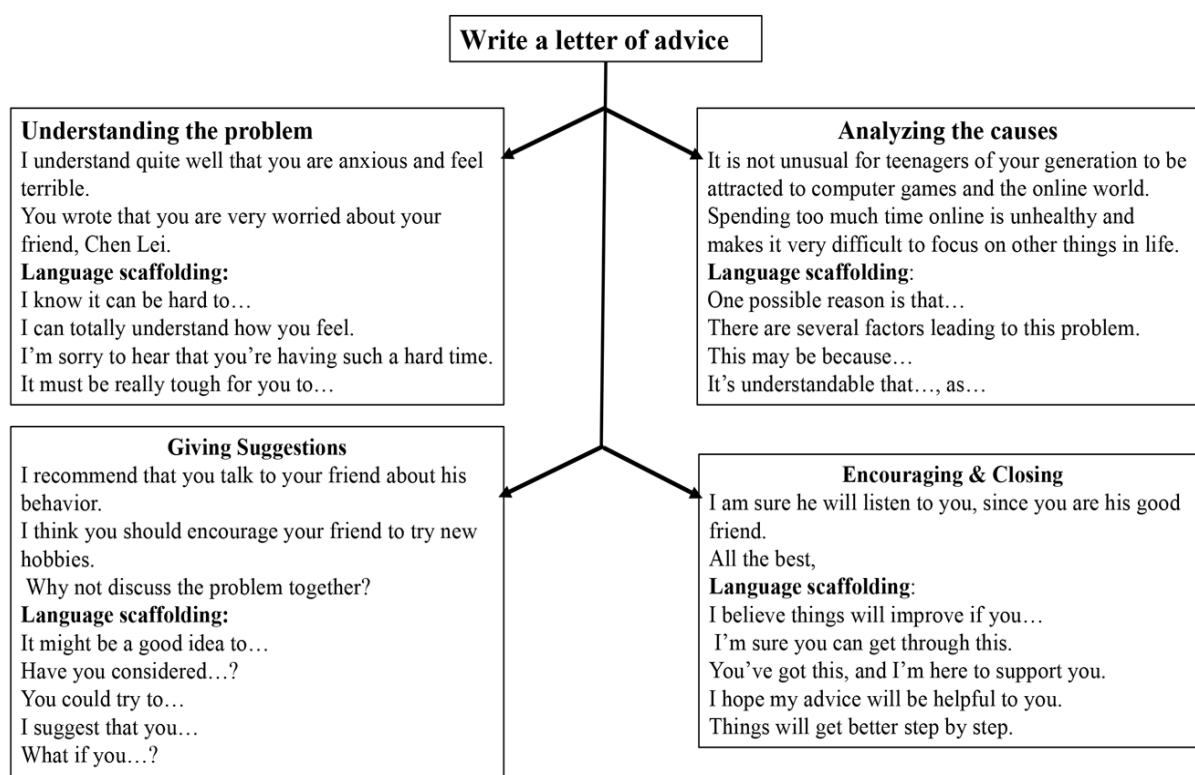 Write a letter of advice
Understanding the problem
I understand quite well that you are anxious and feel
terrible.
You wrote that you are very worried about your
friend, Chen Lei.
Language scaffolding:
I know it can be hard to…
I can totally understand how you feel.
I’m sorry to hear that you’re having such a hard time.
It must be really tough for you to…
Analyzing the causes
It is not unusual for teenagers of your generation to be
attracted to computer games and the online world.
Spending too much time online is unhealthy and
makes it very difficult to focus on other things in life.
Language scaffolding:
One possible reason is that…
There are several factors leading to this problem.
This may be because…
It’s understandable that…, as…
Giving Suggestions
I recommend that you talk to your friend about his
behavior.
I think you should encourage your friend to try new
hobbies.
Why not discuss the problem together?
Language scaffolding:
It might be a good idea to…
Have you considered…?
You could try to…
I suggest that you…
What if you…?
Encouraging & Closing
I am sure he will listen to you, since you are his good
friend.
All the best,
Language scaffolding:
I believe things will improve if you…
I’m sure you can get through this.
You’ve got this, and I’m here to support you.
I hope my advice will be helpful to you.
Things will get better step by step.